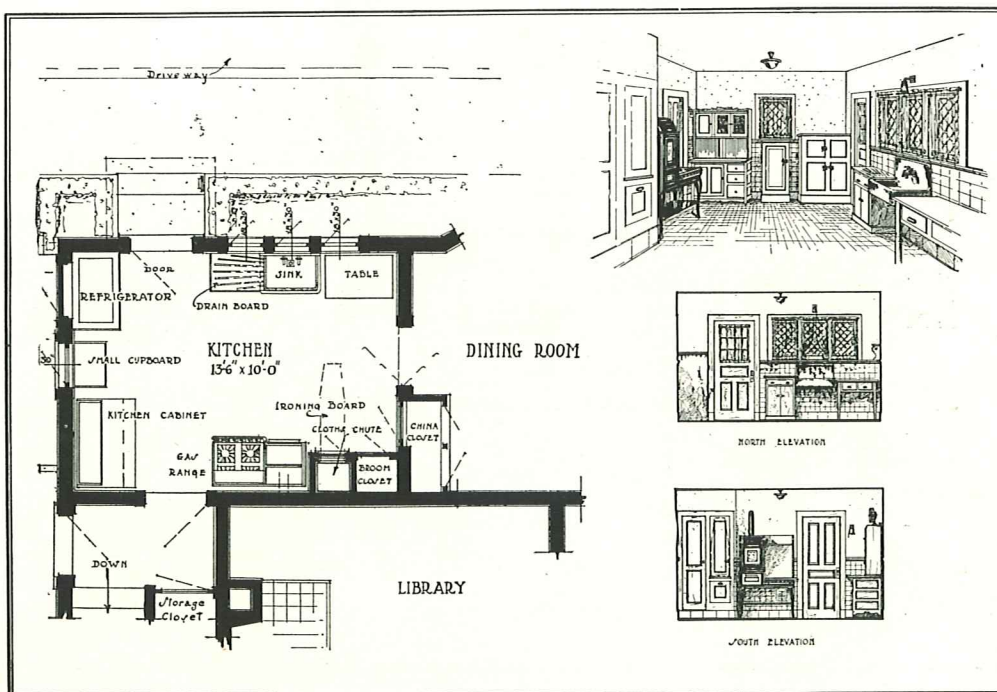 Driveway
DOOR
SINK
TABLE
REFRIGERATOR
DRAIN BOARD
SMALL CUPBOARD
KITCHEN
13'-6" x 10'-0"
DINING ROOM
KITCHEN CABINET
IRONING BOARD
CLOTHS CHUTE
CHINA
CLOSET
GAS
RANGE
BROOM
CLOSET
DOWN
Storage
Closet
LIBRARY
NORTH ELEVATION
SOUTH ELEVATION